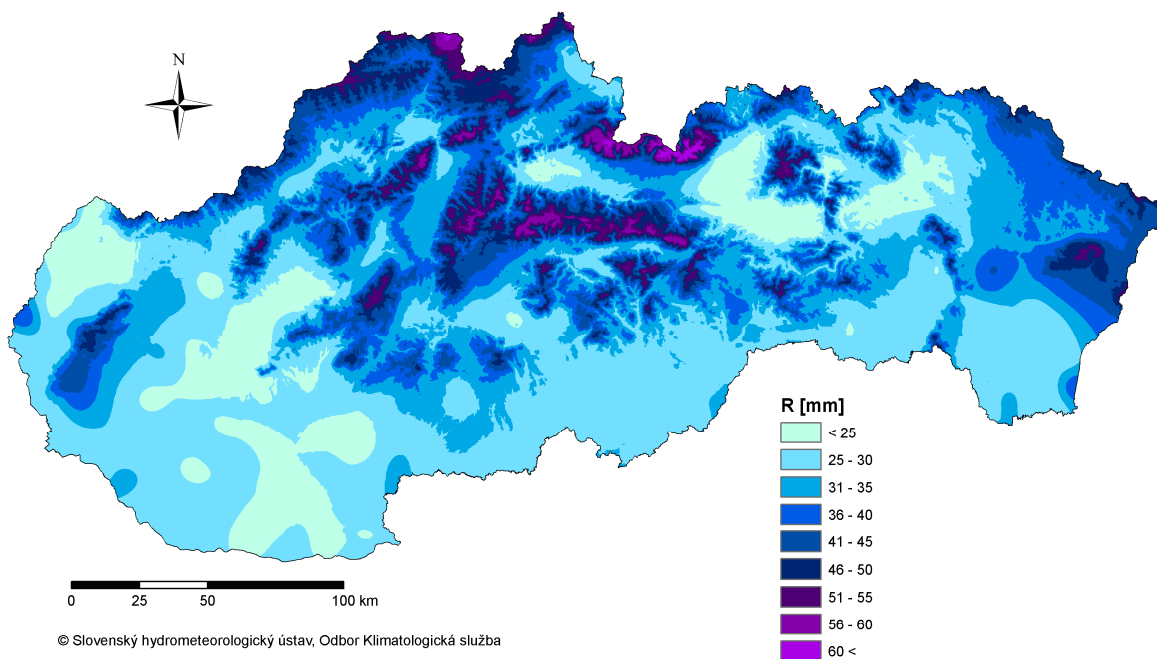 N
R [mm]
< 25
25 - 30
31 - 35
36 - 40
41 - 45
46 - 50
51 - 55
56 - 60
60 <
0 25 50 100 km
© Slovenský hydrometeorologický ústav, Odbor Klimatologická služba